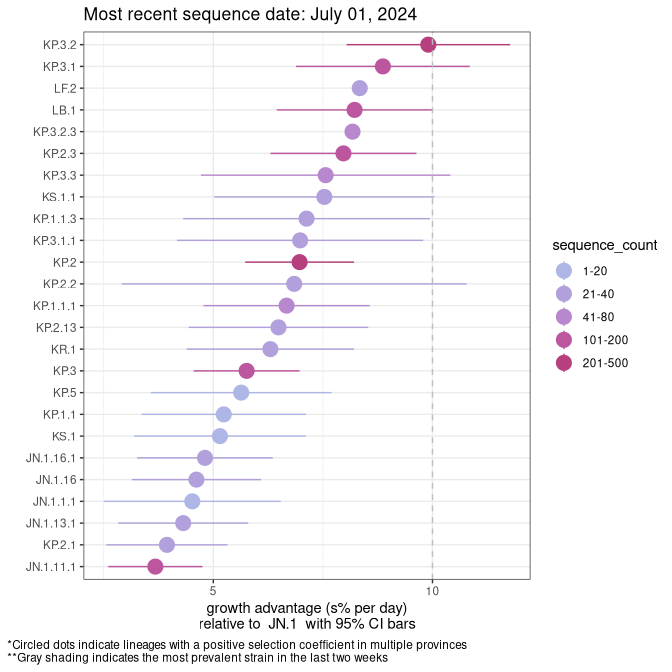 Most recent sequence date: July 01, 2024
KP.3.2
KP.3.1
LF.2
LB.1
KP.3.2.3
KP.2.3
KP.3.3
KS.1.1
KP.1.1.3
KP.3.1.1
KP.2
KP.2.2
KP.1.1.1
KP.2.13
KR.1
KP.3
KP.5
KP.1.1
KS.1
JN.1.16.1
JN.1.16
JN.1.1.1
JN.1.13.1
KP.2.1
JN.1.11.1
5 10
growth advantage (s% per day)
relative to JN.1 with 95% CI bars
sequence_count
1-20
21-40
41-80
101-200
201-500
*Circled dots indicate lineages with a positive selection coefficient in multiple provinces
**Gray shading indicates the most prevalent strain in the last two weeks